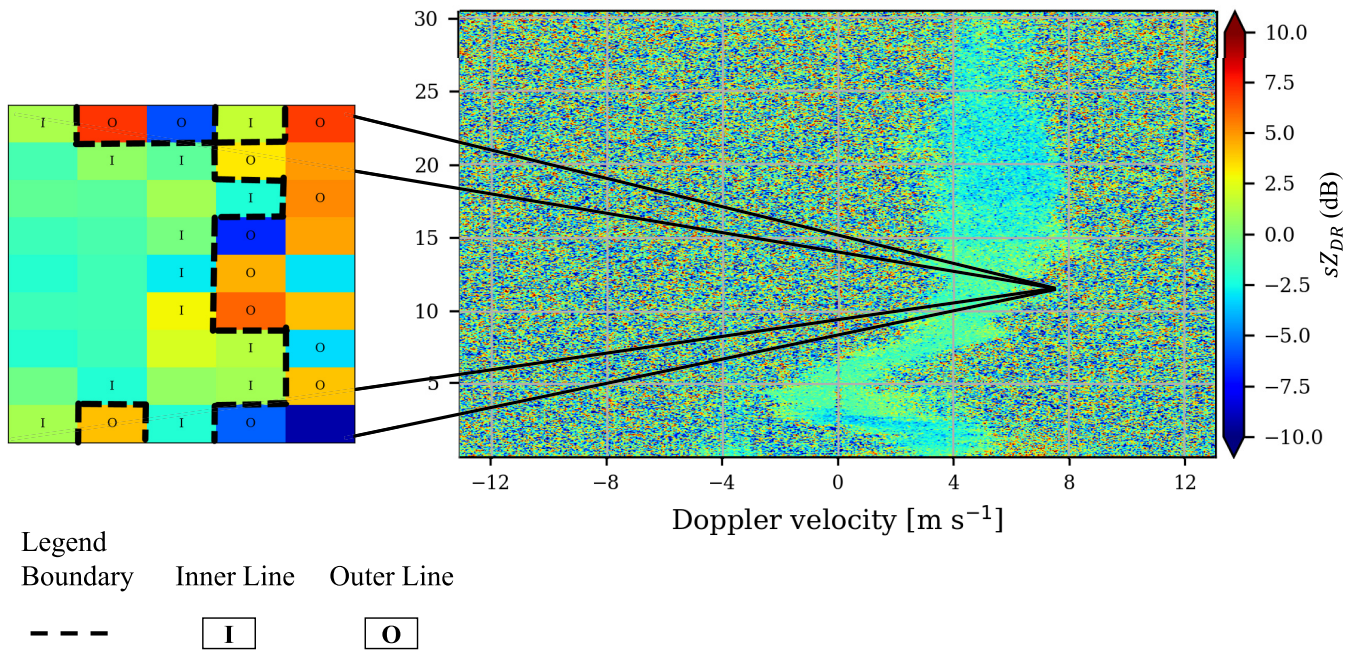 30
25
20
15
10
5
−12 −8 −4 0 4 8 12
Doppler velocity [m s⁻¹]
10.0
7.5
5.0
2.5
0.0
−2.5
−5.0
−7.5
−10.0
sZ_DR (dB)
I O O I O
I I O
I O
I O
I O
I O
I O
I I O
I O I O
Legend
Boundary Inner Line Outer Line
I O